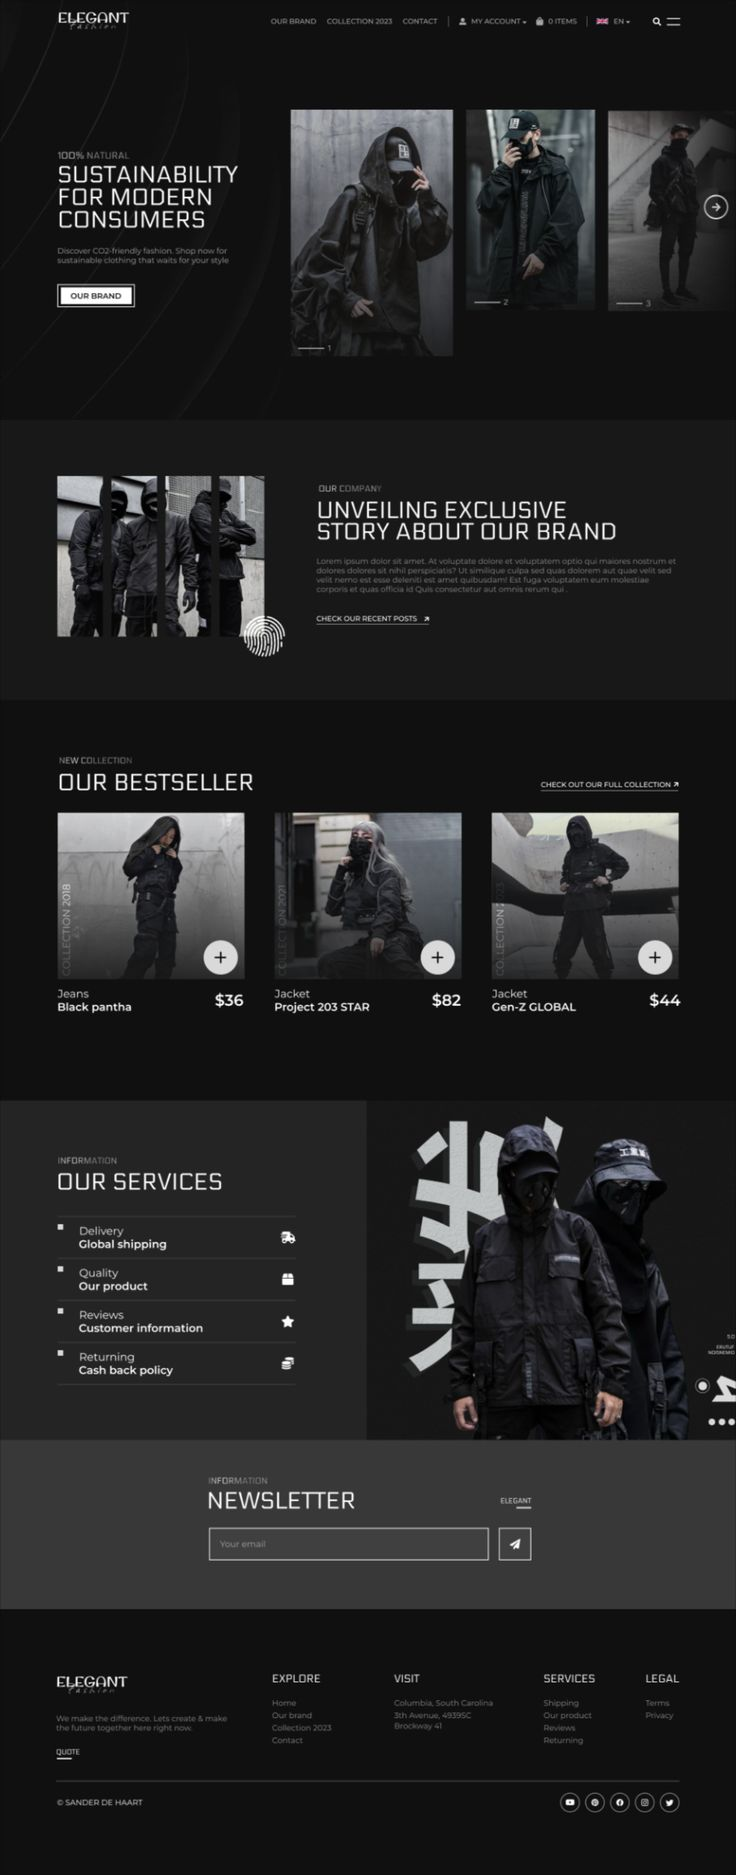 ELEGANT
fashion
OUR BRAND
COLLECTION 2023
CONTACT
MY ACCOUNT
0 ITEMS
EN
100% NATURAL
SUSTAINABILITY
FOR MODERN
CONSUMERS
Discover CO2-friendly fashion. Shop now for
sustainable clothing that waits for your style
OUR BRAND
1
2
3
OUR COMPANY
UNVEILING EXCLUSIVE
STORY ABOUT OUR BRAND
Lorem ipsum dolor sit amet. At voluptate dolore et voluptatem optio qui maiores nostrum et
dolores dolores sit nihil perspiciatis? Ut similique culpa sed quas dolorem aut quae velit sed
velit nemo est esse deleniti est amet quibusdam! Est fuga voluptatem eum molestiae
corporis et quas officia id Quis consectetur aut omnis rerum qui .
CHECK OUR RECENT POSTS
NEW COLLECTION
OUR BESTSELLER
CHECK OUT OUR FULL COLLECTION
COLLECTION 2018
COLLECTION 2021
COLLECTION 2023
Jeans
Black pantha
$36
Jacket
Project 203 STAR
$82
Jacket
Gen-Z GLOBAL
$44
INFORMATION
OUR SERVICES
Delivery
Global shipping
Quality
Our product
Reviews
Customer information
Returning
Cash back policy
INFORMATION
NEWSLETTER
ELEGANT
Your email
ELEGANT
fashion
We make the difference. Lets create & make
the future together here right now.
QUOTE
EXPLORE
Home
Our brand
Collection 2023
Contact
VISIT
Columbia, South Carolina
3th Avenue, 4939SC
Brockway 41
SERVICES
Shipping
Our product
Reviews
Returning
LEGAL
Terms
Privacy
© SANDER DE HAART